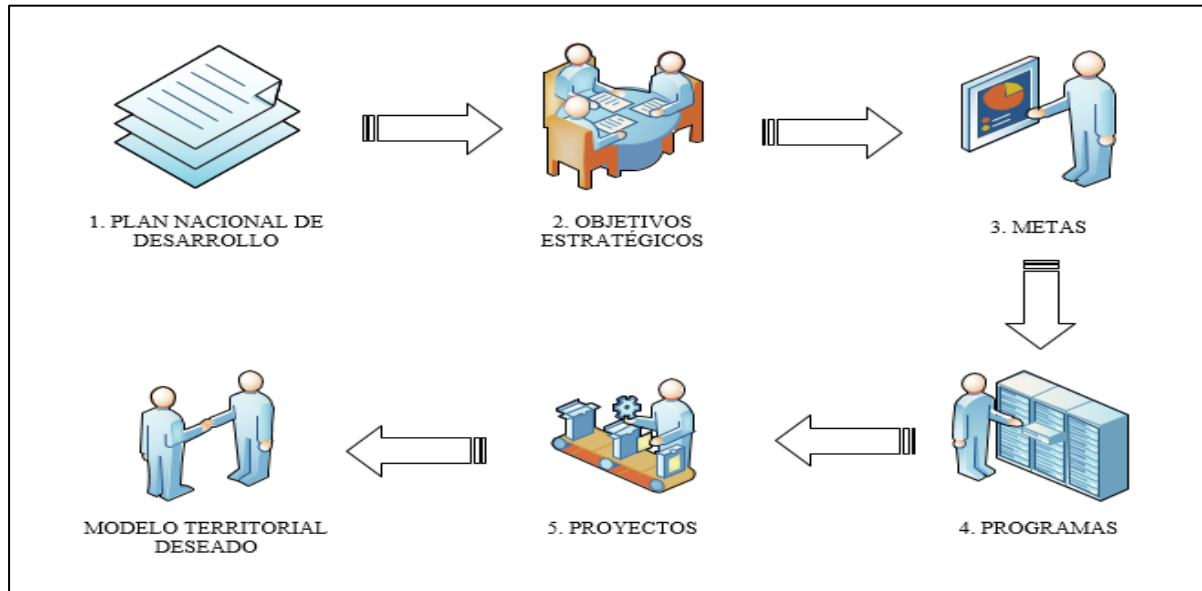 1. PLAN NACIONAL DE
DESARROLLO
2. OBJETIVOS
ESTRATÉGICOS
3. METAS
4. PROGRAMAS
5. PROYECTOS
MODELO TERRITORIAL
DESEADO